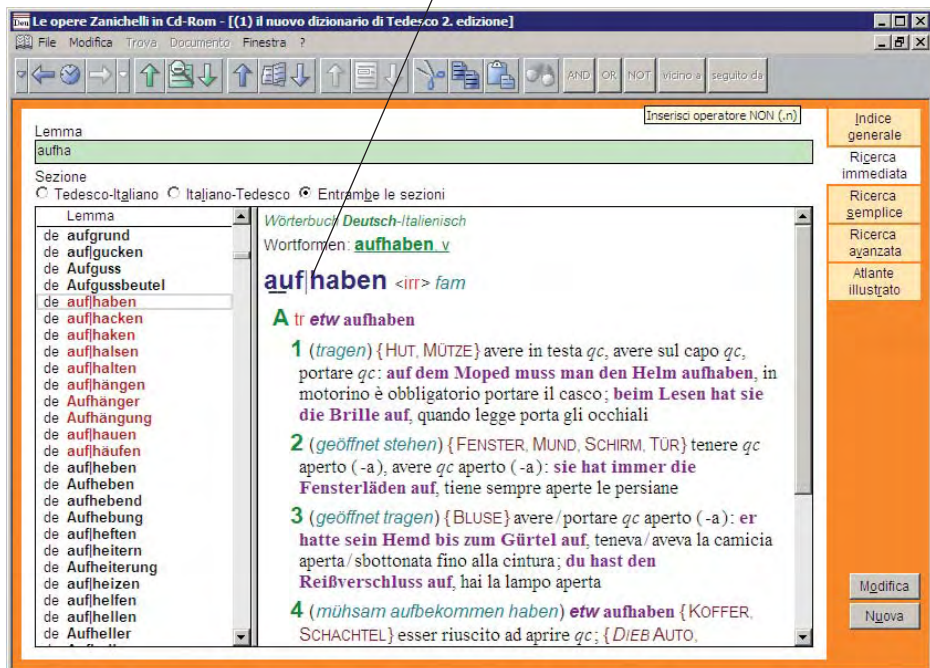 Le opere Zanichelli in Cd-Rom - [(1) il nuovo dizionario di Tedesco 2. edizione]
File Modifica Trova Documento Finestra ?
AND OR NOT vicino a seguito da
Inserisci operatore NON (.n)
Lemma
aufha
Sezione
Tedesco-Italiano Italiano-Tedesco Entrambe le sezioni
Lemma
de aufgrund
de auf|gucken
de Aufguss
de Aufgussbeutel
de auf|haben
de auf|hacken
de auf|haken
de auf|halsen
de auf|halten
de auf|hängen
de Aufhänger
de Aufhängung
de auf|hauen
de auf|häufen
de auf|heben
de Aufheben
de aufhebend
de Aufhebung
de auf|heften
de auf|heitern
de Aufheiterung
de auf|heizen
de auf|helfen
de auf|hellen
de Aufheller
Wörterbuch Deutsch-Italienisch
Wortformen: aufhaben, v
auf|haben <irr> fam
A tr etw aufhaben
1 (tragen) {HUT, MÜTZE} avere in testa qc, avere sul capo qc,
portare qc: auf dem Moped muss man den Helm aufhaben, in
motorino è obbligatorio portare il casco; beim Lesen hat sie
die Brille auf, quando legge porta gli occhiali
2 (geöffnet stehen) {FENSTER, MUND, SCHIRM, TÜR} tenere qc
aperto (-a), avere qc aperto (-a): sie hat immer die
Fensterläden auf, tiene sempre aperte le persiane
3 (geöffnet tragen) {BLUSE} avere/portare qc aperto (-a): er
hatte sein Hemd bis zum Gürtel auf, teneva/aveva la camicia
aperta/sbottonata fino alla cintura; du hast den
Reißverschluss auf, hai la lampo aperta
4 (mühsam aufbekommen haben) etw aufhaben {KOFFER,
SCHACHTEL} esser riuscito ad aprire qc; {DIEB AUTO,
Indice
generale
Ricerca
immediata
Ricerca
semplice
Ricerca
avanzata
Atlante
illustrato
Modifica
Nuova